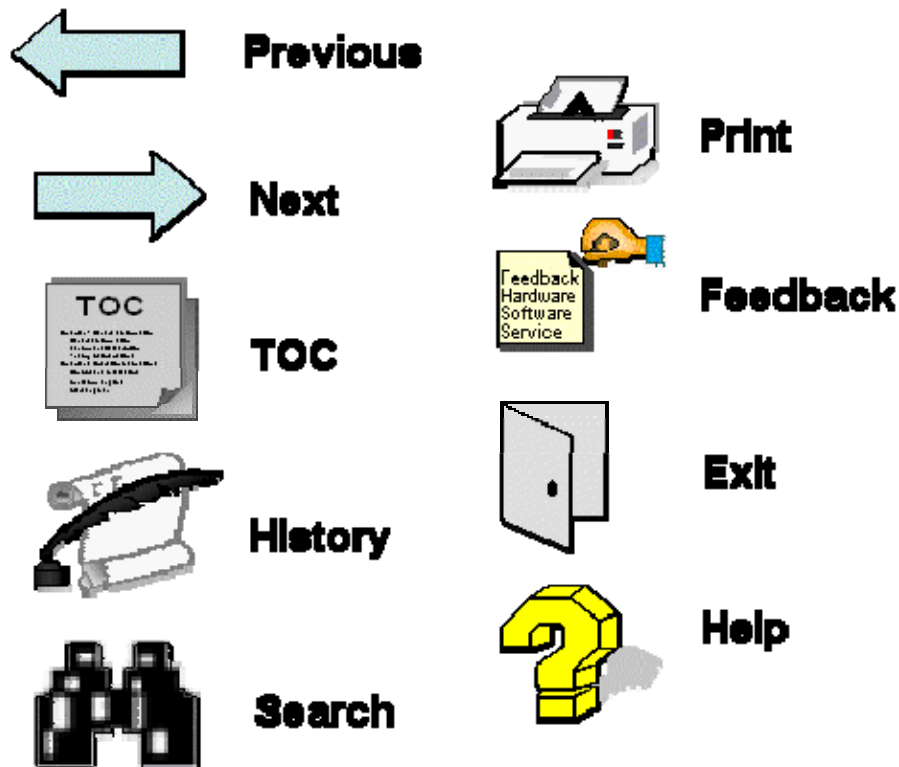 Previous
Next
TOC
TOC
History
Search
Print
Feedback
Hardware
Software
Service
Feedback
Exit
Help